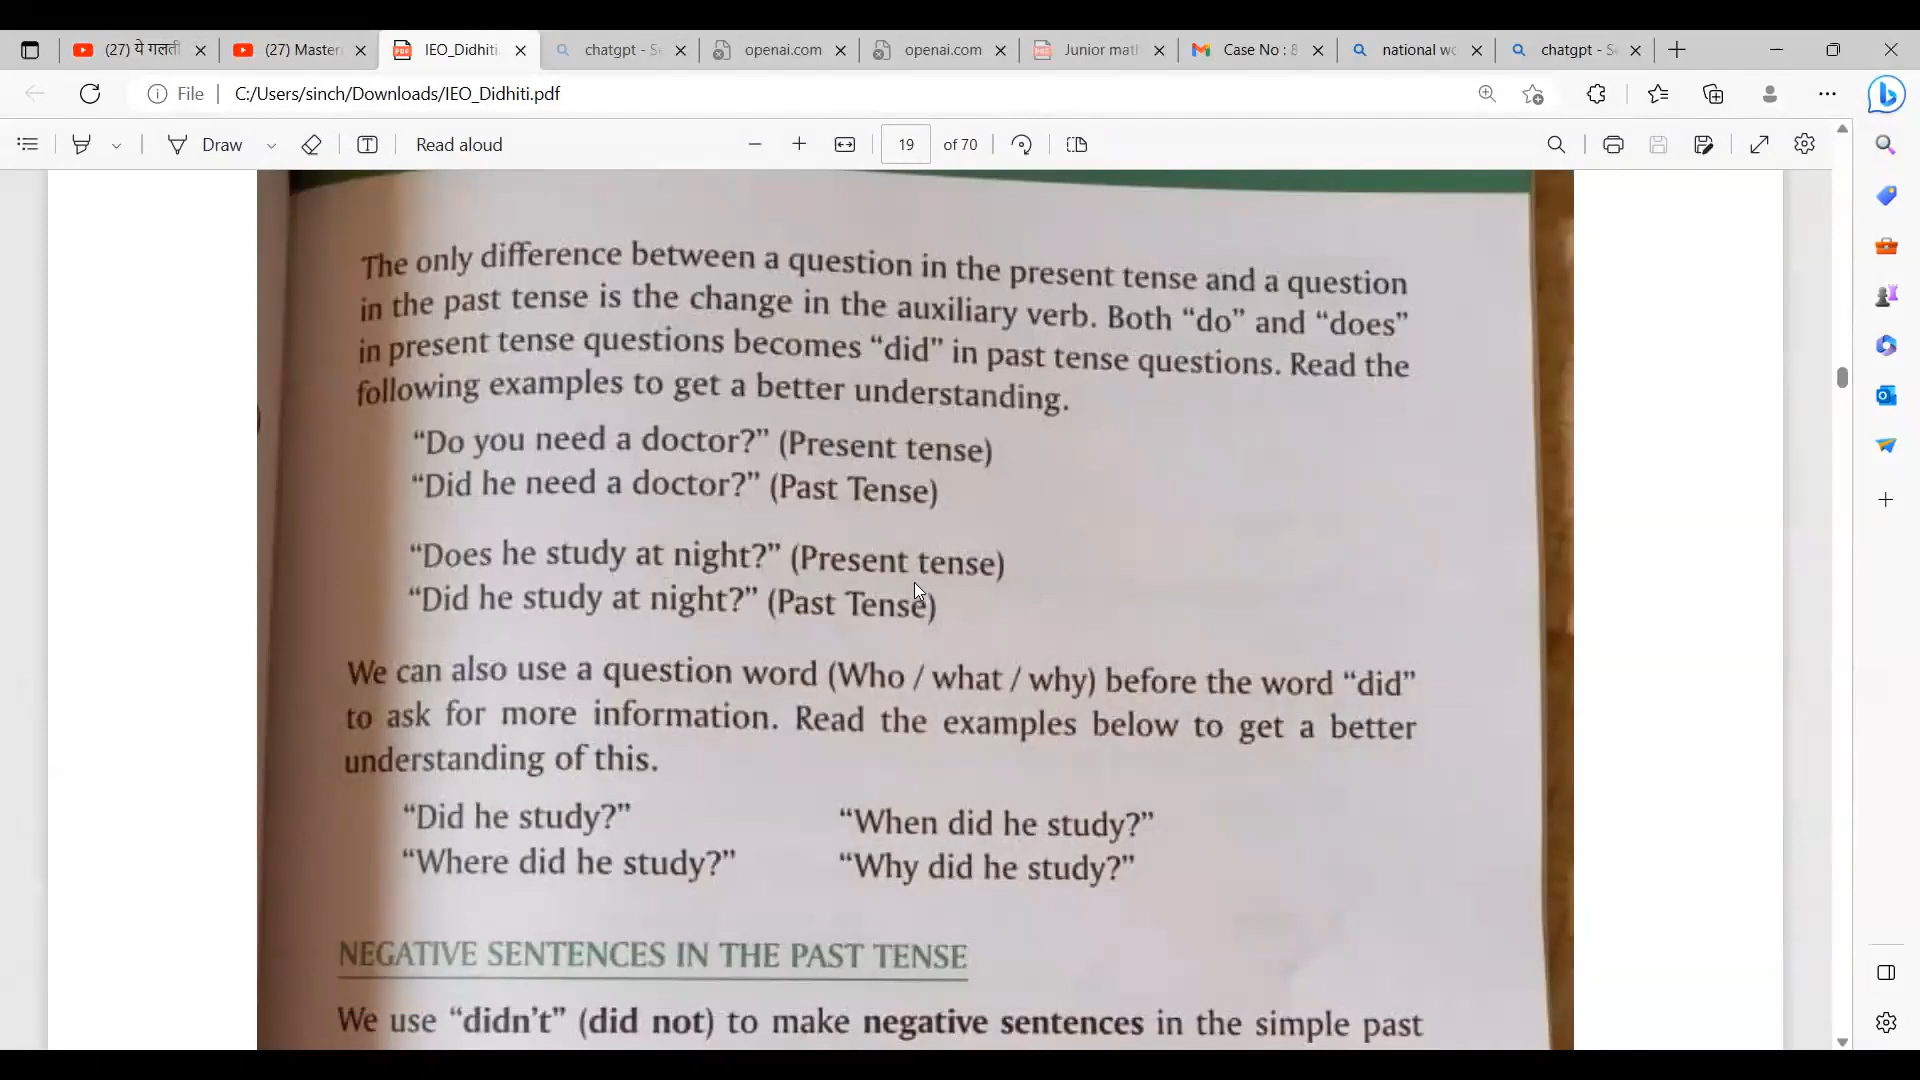 (27) ये गलती
(27) Master
IEO_Didhiti.
chatgpt - Se
openai.com
openai.com
Junior mat
Case No : 8
national wo
chatgpt - Se
File
C:/Users/sinch/Downloads/IEO_Didhiti.pdf
Draw
Read aloud
19 of 70
The only difference between a question in the present tense and a question
in the past tense is the change in the auxiliary verb. Both “do” and “does”
in present tense questions becomes “did” in past tense questions. Read the
following examples to get a better understanding.
“Do you need a doctor?” (Present tense)
“Did he need a doctor?” (Past Tense)
“Does he study at night?” (Present tense)
“Did he study at night?” (Past Tense)
We can also use a question word (Who / what / why) before the word “did”
to ask for more information. Read the examples below to get a better
understanding of this.
“Did he study?” “When did he study?”
“Where did he study?” “Why did he study?”
NEGATIVE SENTENCES IN THE PAST TENSE
We use “didn’t” (did not) to make negative sentences in the simple past